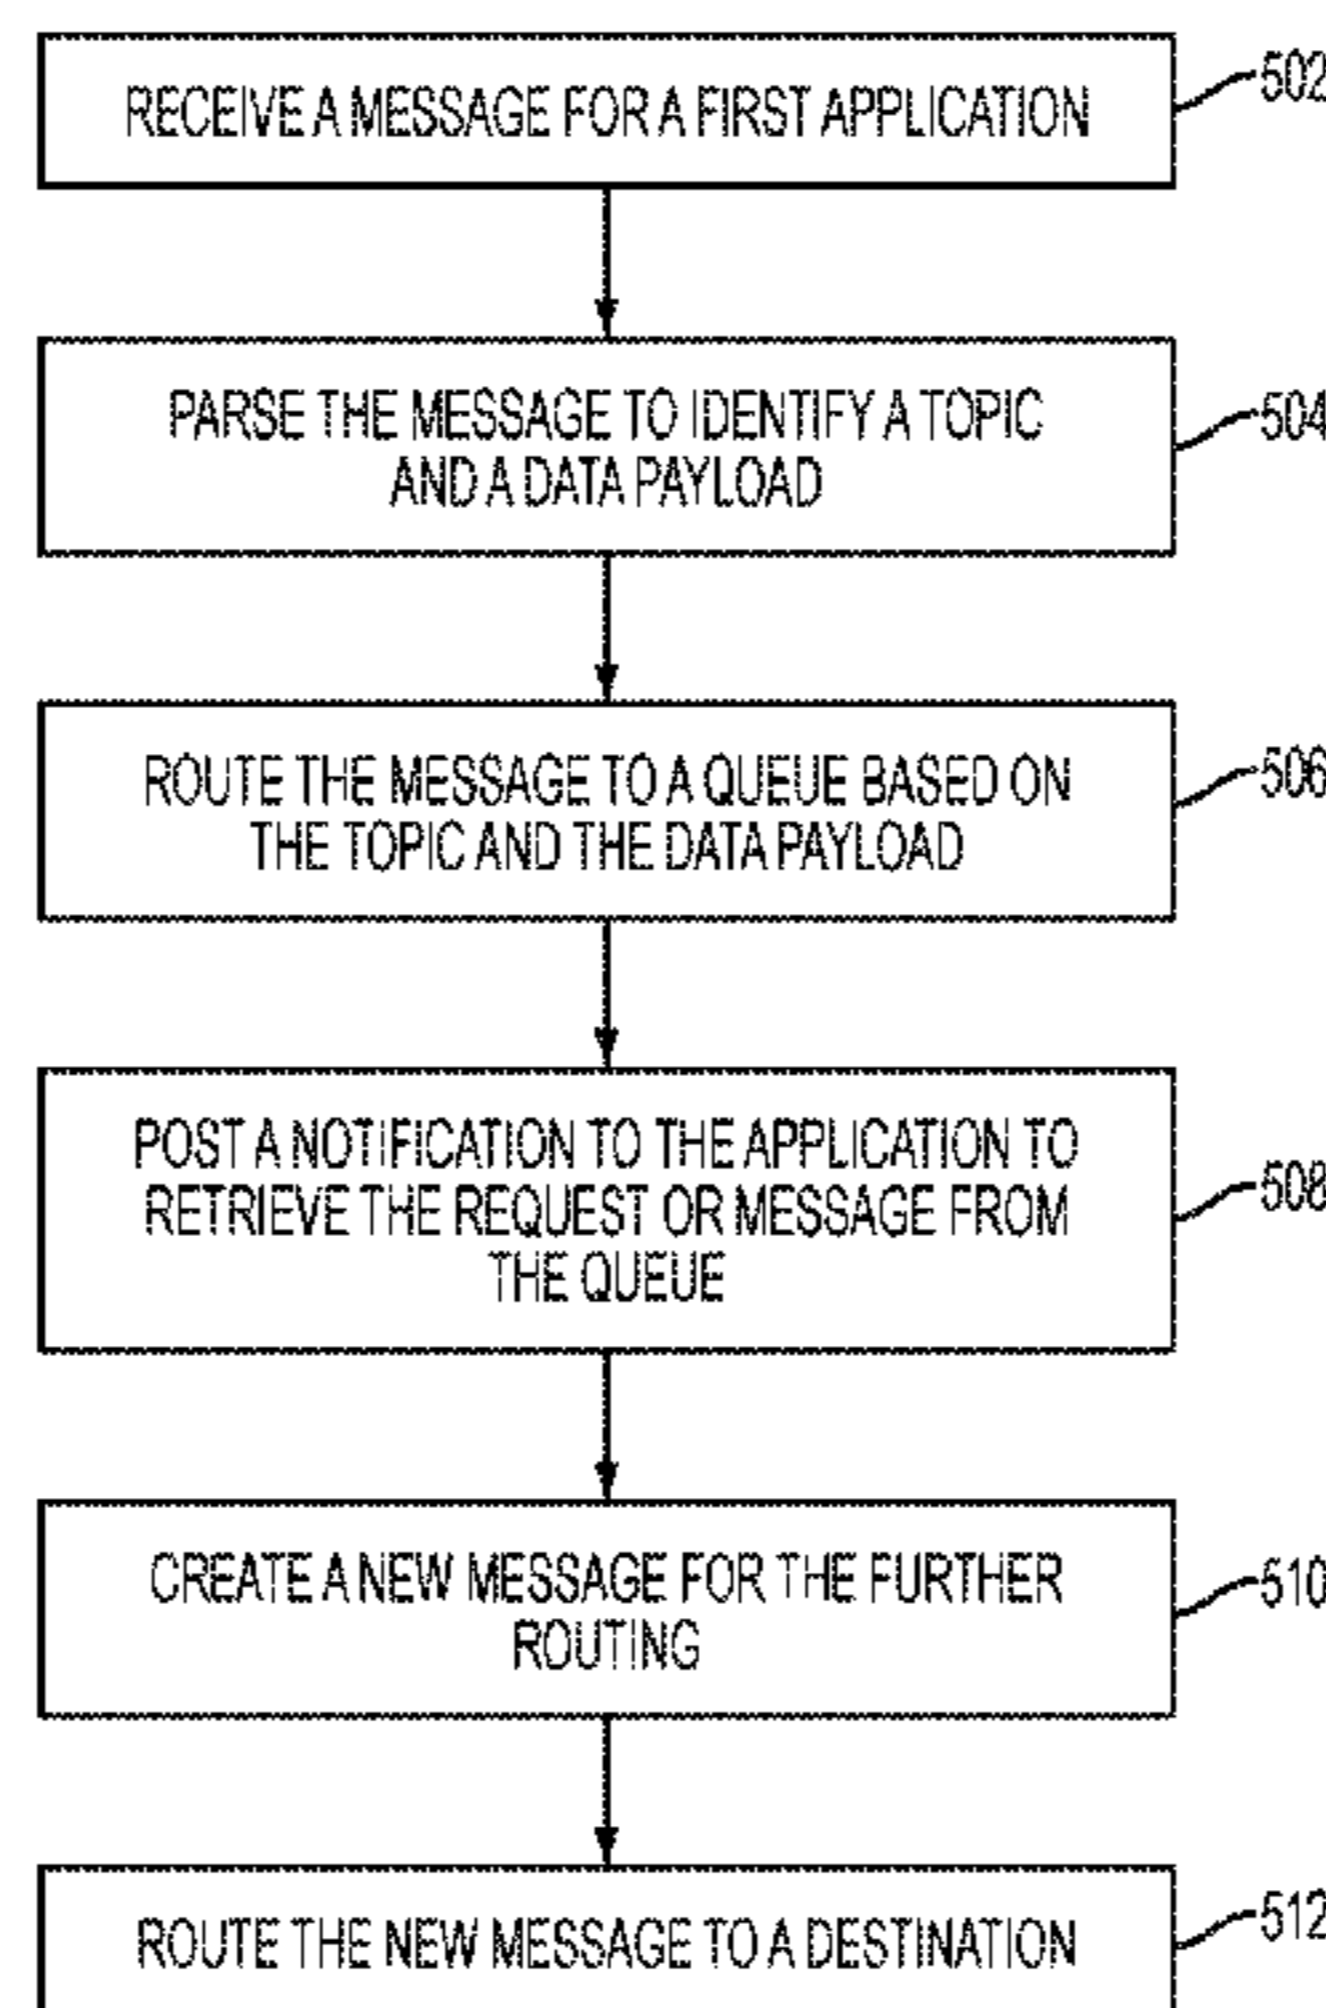 RECEIVE A MESSAGE FOR A FIRST APPLICATION
502
PARSE THE MESSAGE TO IDENTIFY A TOPIC
AND A DATA PAYLOAD
504
ROUTE THE MESSAGE TO A QUEUE BASED ON
THE TOPIC AND THE DATA PAYLOAD
506
POST A NOTIFICATION TO THE APPLICATION TO
RETRIEVE THE REQUEST OR MESSAGE FROM
THE QUEUE
508
CREATE A NEW MESSAGE FOR THE FURTHER
ROUTING
510
ROUTE THE NEW MESSAGE TO A DESTINATION
512